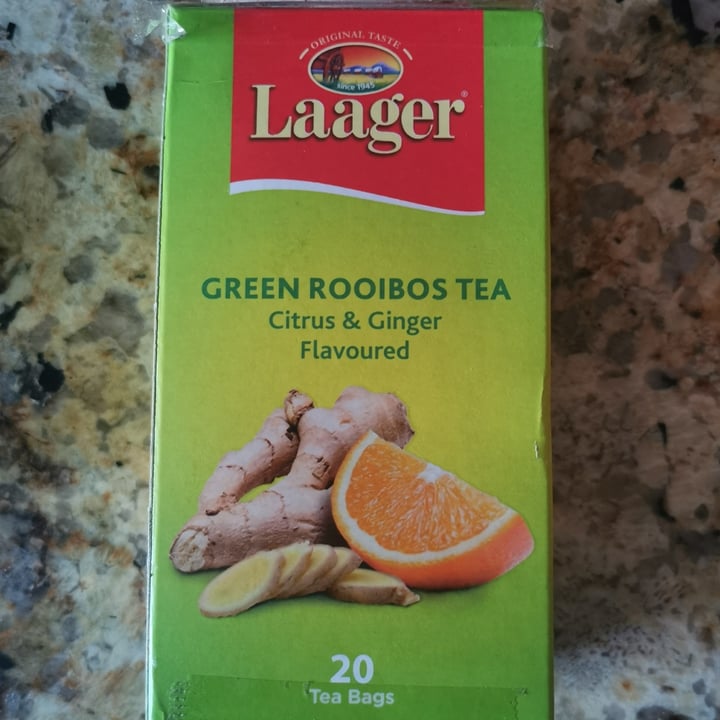 ORIGINAL TASTE
since 1945
Laager®
GREEN ROOIBOS TEA
Citrus & Ginger
Flavoured
20
Tea Bags